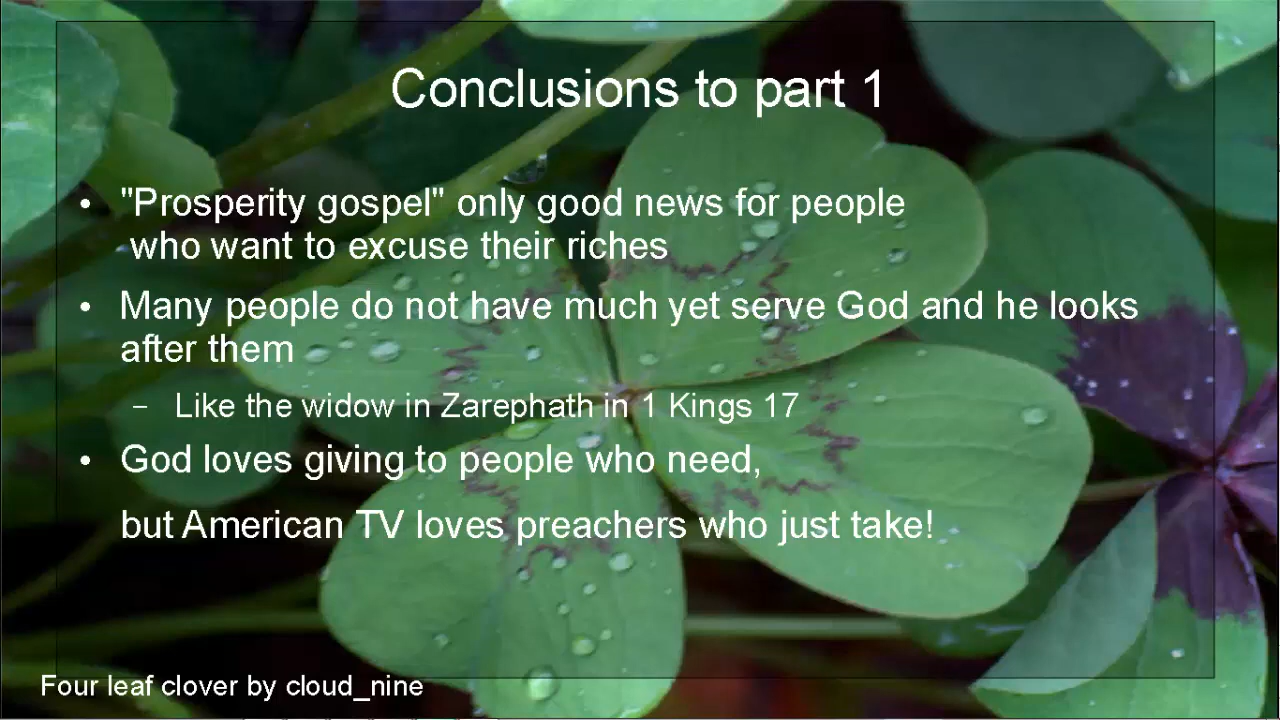 Conclusions to part 1
• "Prosperity gospel" only good news for people
who want to excuse their riches
• Many people do not have much yet serve God and he looks
after them
– Like the widow in Zarephath in 1 Kings 17
• God loves giving to people who need,
but American TV loves preachers who just take!
Four leaf clover by cloud_nine